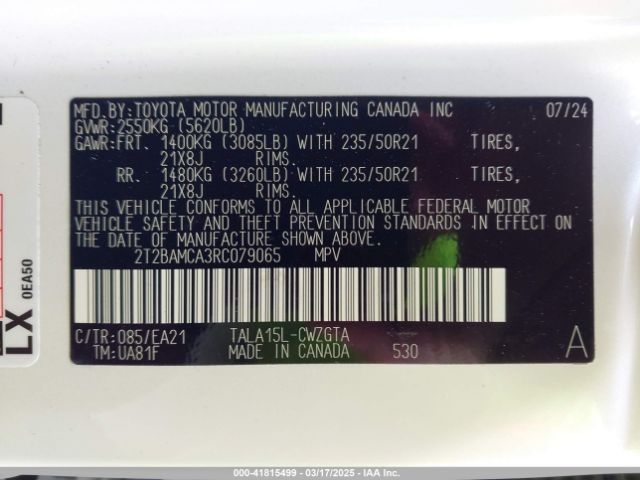 MFD.BY:TOYOTA MOTOR MANUFACTURING CANADA INC 07/24
GVWR:2550KG (5620LB)
GAWR:FRT. 1400KG (3085LB) WITH 235/50R21 TIRES,
21X8J RIMS.
RR. 1480KG (3260LB) WITH 235/50R21 TIRES,
21X8J RIMS.
THIS VEHICLE CONFORMS TO ALL APPLICABLE FEDERAL MOTOR
VEHICLE SAFETY AND THEFT PREVENTION STANDARDS IN EFFECT ON
THE DATE OF MANUFACTURE SHOWN ABOVE.
2T2BAMCA3RC079065 MPV
C/TR:085/EA21 TALA15L-CWZGTA A
TM:UA81F MADE IN CANADA 530
LX 0EA50
000-41815499 — 03/17/2025 — IAA Inc.